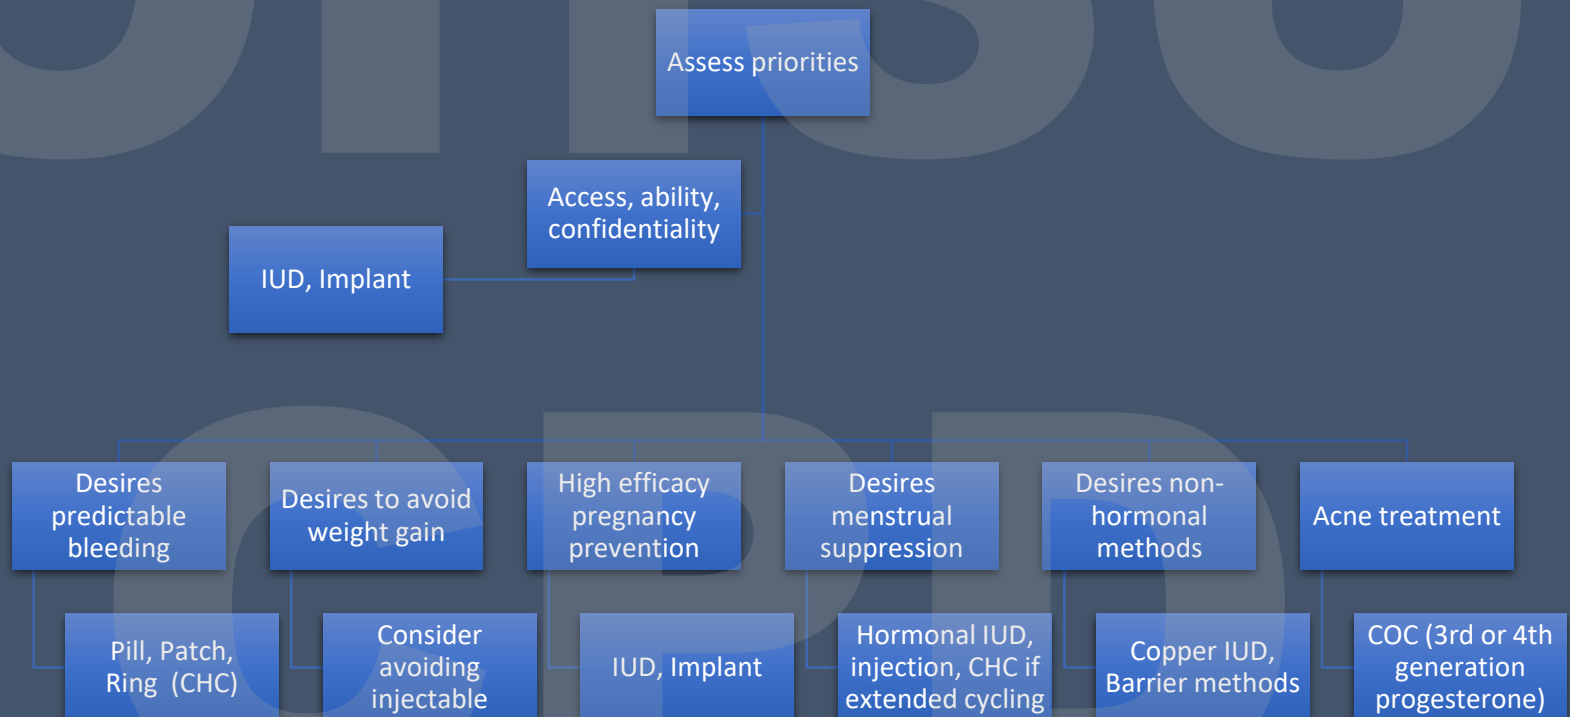 Assess priorities
Access, ability,
confidentiality
IUD, Implant
Desires
predictable
bleeding
Desires to avoid
weight gain
High efficacy
pregnancy
prevention
Desires
menstrual
suppression
Desires non-
hormonal
methods
Acne treatment
Pill, Patch,
Ring (CHC)
Consider
avoiding
injectable
IUD, Implant
Hormonal IUD,
injection, CHC if
extended cycling
Copper IUD,
Barrier methods
COC (3rd or 4th
generation
progesterone)
CPD